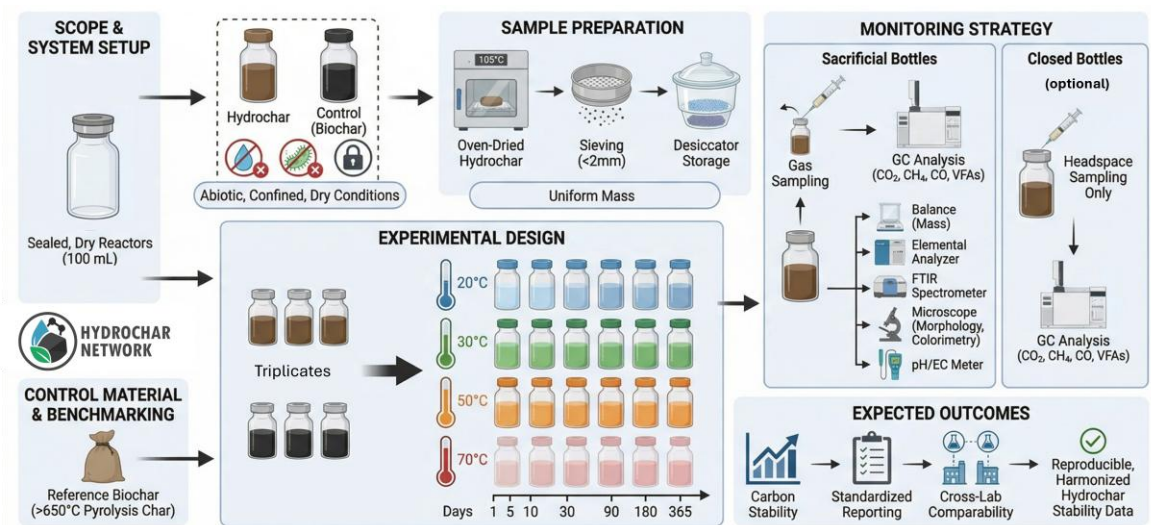 SCOPE &
SYSTEM SETUP
Sealed, Dry Reactors
(100 mL)
Hydrochar
Control
(Biochar)
Abiotic, Confined, Dry Conditions
SAMPLE PREPARATION
105°C
Oven-Dried
Hydrochar
Sieving
(<2mm)
Desiccator
Storage
Uniform Mass
MONITORING STRATEGY
Sacrificial Bottles
Gas
Sampling
GC Analysis
(CO₂, CH₄, CO, VFAs)
Balance
(Mass)
Elemental
Analyzer
FTIR
Spectrometer
Microscope
(Morphology,
Colorimetry)
pH/EC Meter
Closed Bottles
(optional)
Headspace
Sampling
Only
GC Analysis
(CO₂, CH₄, CO, VFAs)
HYDROCHAR
NETWORK
CONTROL MATERIAL
& BENCHMARKING
Reference Biochar
(>650°C Pyrolysis Char)
EXPERIMENTAL DESIGN
Triplicates
20°C
30°C
50°C
70°C
Days 1 5 10 30 90 180 365
EXPECTED OUTCOMES
Carbon
Stability
Standardized
Reporting
Cross-Lab
Comparability
Reproducible,
Harmonized
Hydrochar
Stability Data